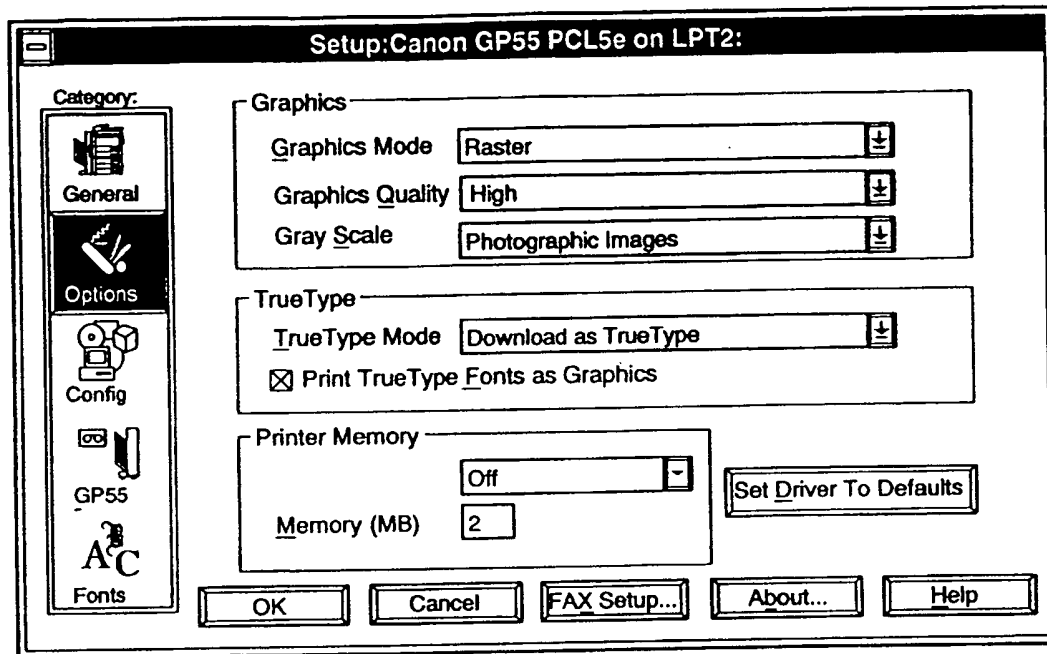 Setup:Canon GP55 PCL5e on LPT2:
Category:
General
Options
Config
GP55
Fonts
Graphics
Graphics Mode Raster
Graphics Quality High
Gray Scale Photographic Images
TrueType
TrueType Mode Download as TrueType
Print TrueType Fonts as Graphics
Printer Memory
Off
Memory (MB) 2
Set Driver To Defaults
OK Cancel FAX Setup... About... Help